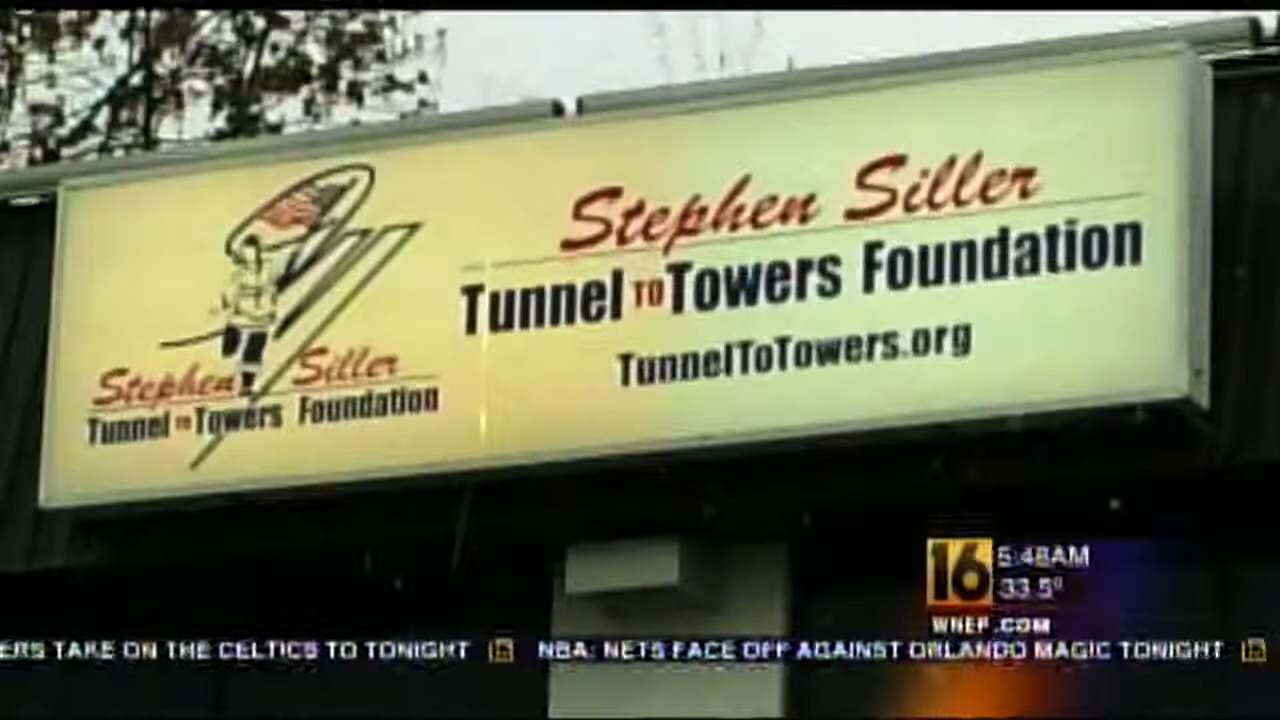 Stephen Siller
Tunnel TO Towers Foundation
Stephen Siller
Tunnel TO Towers Foundation
TunnelToTowers.org
16
5:48AM
33.5°
WNEP.COM
ERS TAKE ON THE CELTICS TO TONIGHT
NBA: NETS FACE OFF AGAINST ORLANDO MAGIC TONIGHT